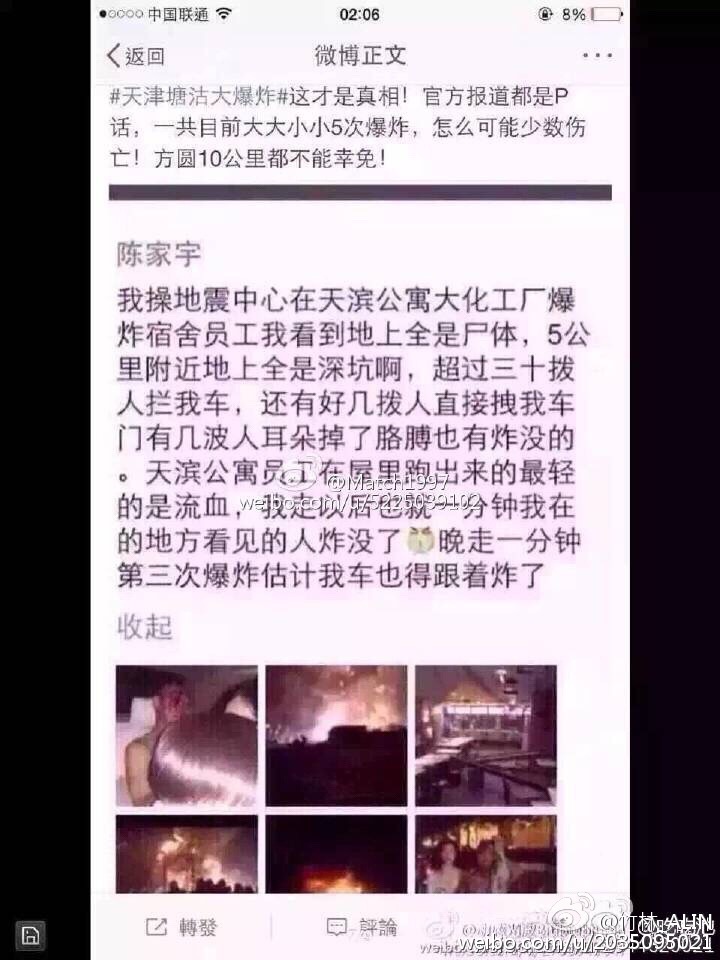 中国联通
02:06
8%
返回
微博正文
#天津塘沽大爆炸#这才是真相！官方报道都是P
话，一共目前大大小小5次爆炸，怎么可能少数伤
亡！方圆10公里都不能幸免！
陈家宇
我操地震中心在天滨公寓大化工厂爆
炸宿舍员工我看到地上全是尸体，5公
里附近地上全是深坑啊，超过三十拨
人拦我车，还有好几拨人直接拽我车
门有几波人耳朵掉了胳膊也有炸没的
。天滨公寓员工在屋里跑出来的最轻
@Match1997
weibo.com/u/5225039102
的是流血，我走以后也就一分钟我在
的地方看见的人炸没了晚走一分钟
第三次爆炸估计我车也得跟着炸了
收起
轉發
評論
@竹林_ALIN
weibo.com/u/2035095021